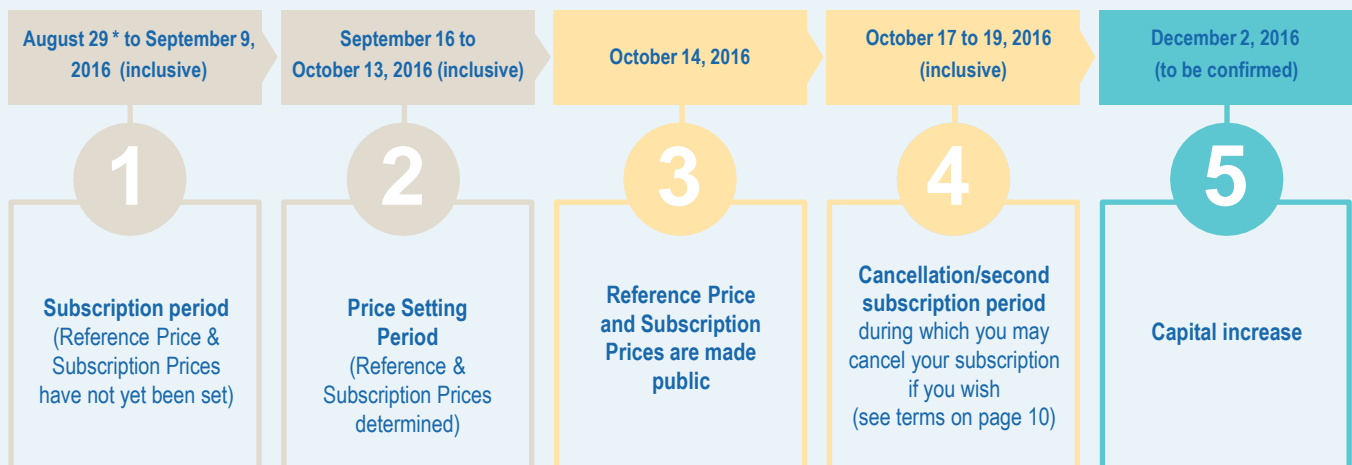 August 29 * to September 9,
2016 (inclusive)
September 16 to
October 13, 2016 (inclusive)
October 14, 2016
October 17 to 19, 2016
(inclusive)
December 2, 2016
(to be confirmed)
1
2
3
4
5
Subscription period
(Reference Price &
Subscription Prices
have not yet been set)
Price Setting
Period
(Reference &
Subscription Prices
determined)
Reference Price
and Subscription
Prices are made
public
Cancellation/second
subscription period
during which you may
cancel your subscription
if you wish
(see terms on page 10)
Capital increase